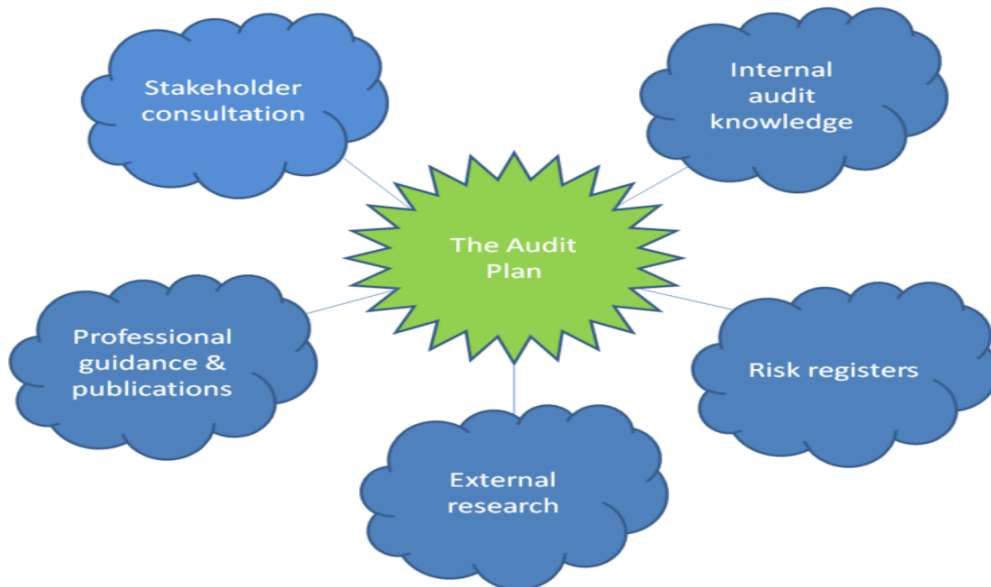 Stakeholder
consultation
Internal
audit
knowledge
The Audit
Plan
Professional
guidance &
publications
Risk registers
External
research